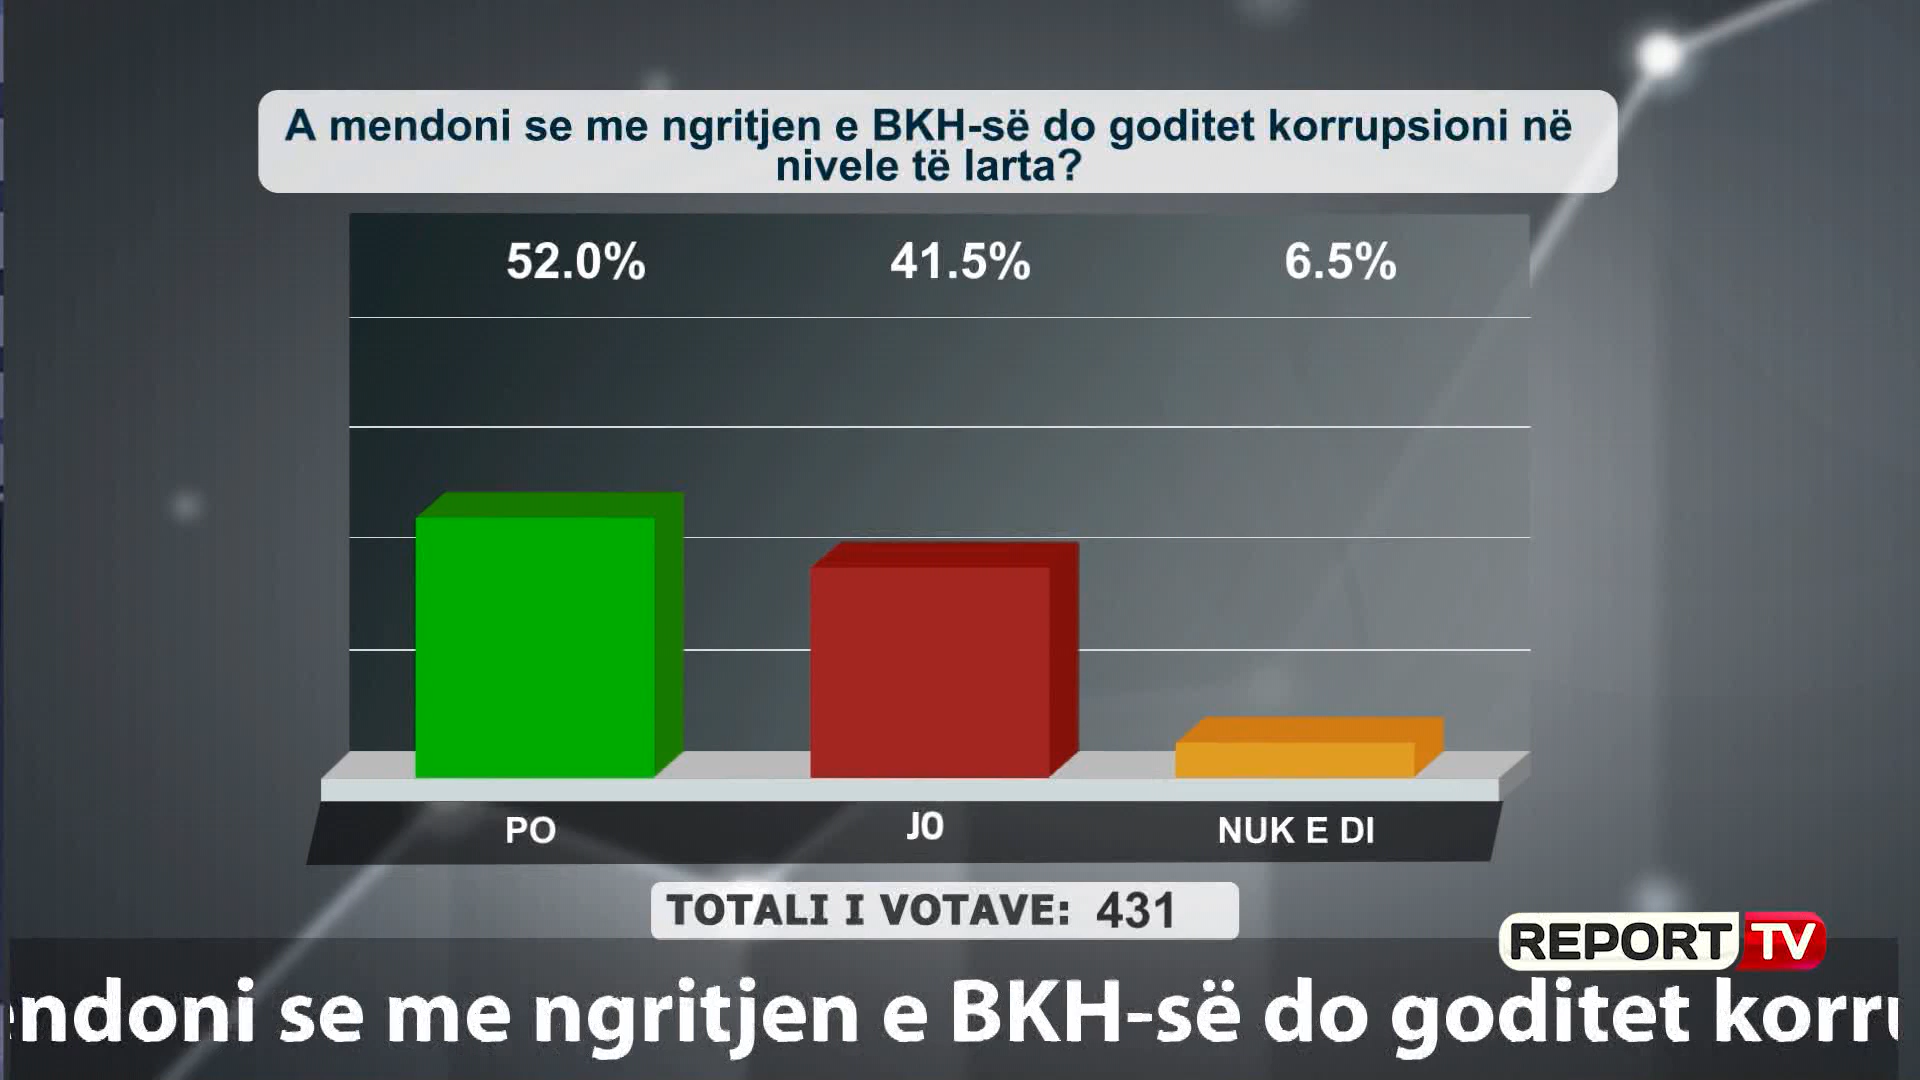 A mendoni se me ngritjen e BKH-së do goditet korrupsioni në
nivele të larta?
52.0% 41.5% 6.5%
PO JO NUK E DI
TOTALI I VOTAVE: 431
REPORT TV
endoni se me ngritjen e BKH-së do goditet korru